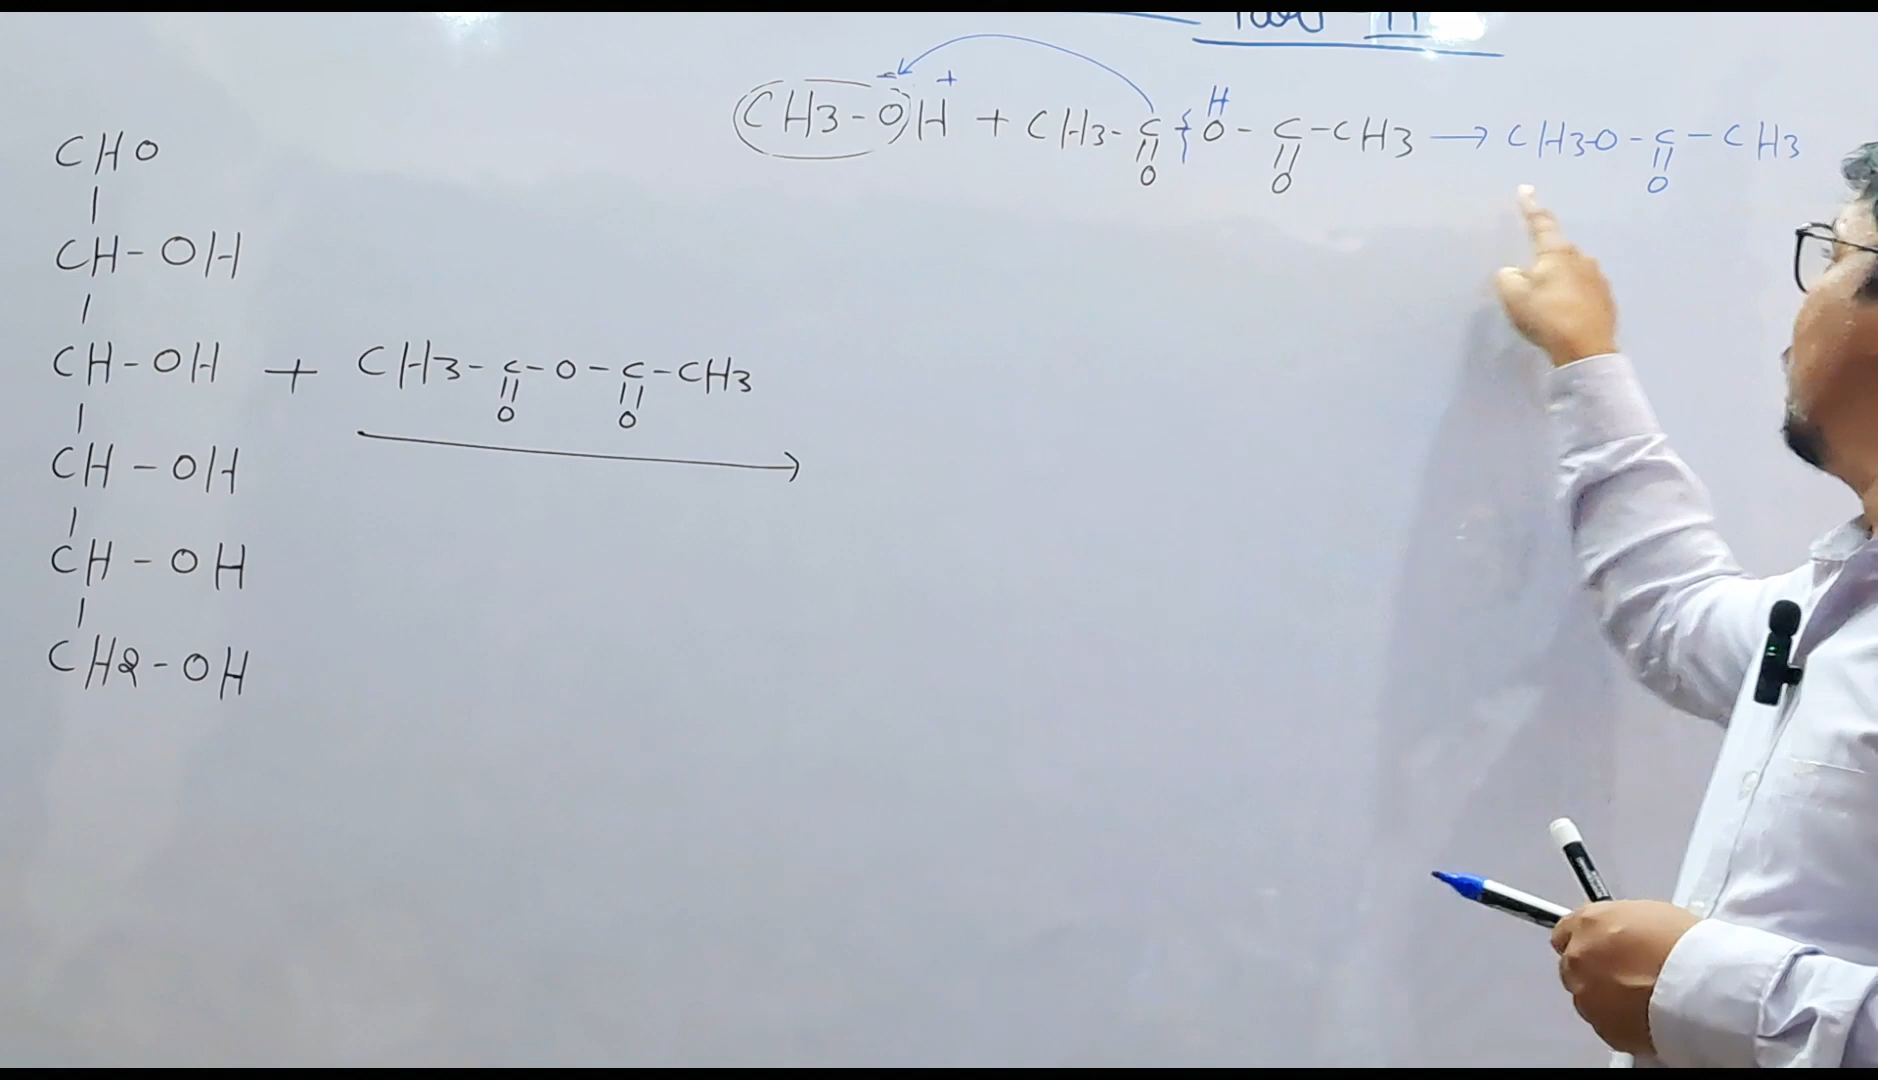 CH3-OH + CH3-C-O-C-CH3 → CH3-O-C-CH3
- + H
O O O
CHO
CH-OH
CH-OH + CH3-C-O-C-CH3
O O
CH-OH
CH-OH
CH2-OH